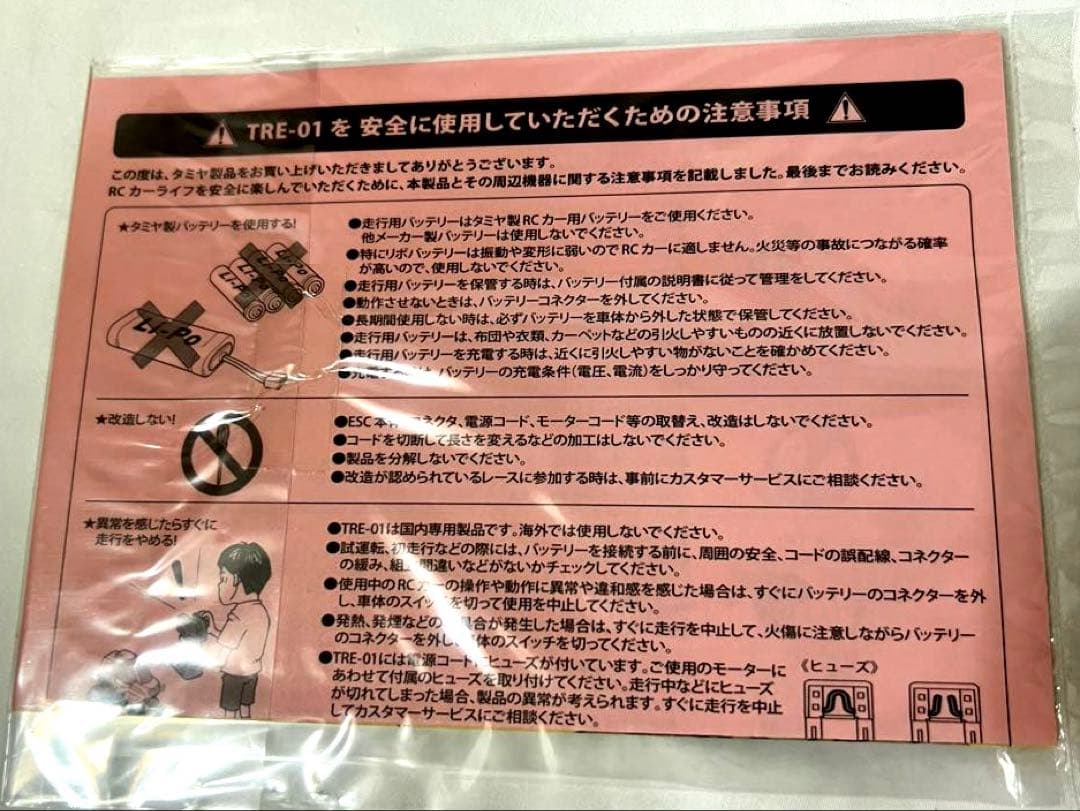 TRE-01 を 安全に使用していただくための注意事項
この度は、タミヤ製品をお買い上げいただきましてありがとうございます。
RCカーライフを安全に楽しんでいただくために、本製品とその周辺機器に関する注意事項を記載しました。最後までお読みください。
★タミヤ製バッテリーを使用する!
Li-Po
Li-Po
●走行用バッテリーはタミヤ製RCカー用バッテリーをご使用ください。
他メーカー製バッテリーは使用しないでください。
●特にリポバッテリーは振動や変形に弱いのでRCカーに適しません。火災等の事故につながる確率
が高いので、使用しないでください。
●走行用バッテリーを保管する時は、バッテリー付属の説明書に従って管理をしてください。
●動作させないときは、バッテリーコネクターを外してください。
●長期間使用しない時は、必ずバッテリーを車体から外した状態で保管してください。
●走行用バッテリーは、布団や衣類、カーペットなどの引火しやすいものの近くに放置しないでください。
●走行用バッテリーを充電する時は、近くに引火しやすい物がないことを確かめてください。
バッテリーの充電条件(電圧、電流)をしっかり守ってください。
★改造しない!
●ESC本 コネクタ、電源コード、モーターコード等の取替え、改造はしないでください。
●コードを切断して長さを変えるなどの加工はしないでください。
●製品を分解しないでください。
●改造が認められているレースに参加する時は、事前にカスタマーサービスにご相談ください。
★異常を感じたらすぐに
走行をやめる!
●TRE-01は国内専用製品です。海外では使用しないでください。
●試運転、初走行などの際には、バッテリーを接続する前に、周囲の安全、コードの誤配線、コネクター
の緩み、組 間違いなどがないかチェックしてください。
●使用中のRCカーの操作や動作に異常や違和感を感じた場合は、すぐにバッテリーのコネクターを外
し、車体のスイッチを切って使用を中止してください。
●発熱、発煙などの 具合が発生した場合は、すぐに走行を中止して、火傷に注意しながらバッテリー
のコネクターを外し、車体のスイッチを切ってください。
●TRE-01には電源コードにヒューズが付いています。ご使用のモーターに
あわせて付属のヒューズを取り付けてください。走行中などにヒューズ
が切れてしまった場合、製品の異常が考えられます。すぐに走行を中止
してカスタマーサービスにご相談ください。
《ヒューズ》